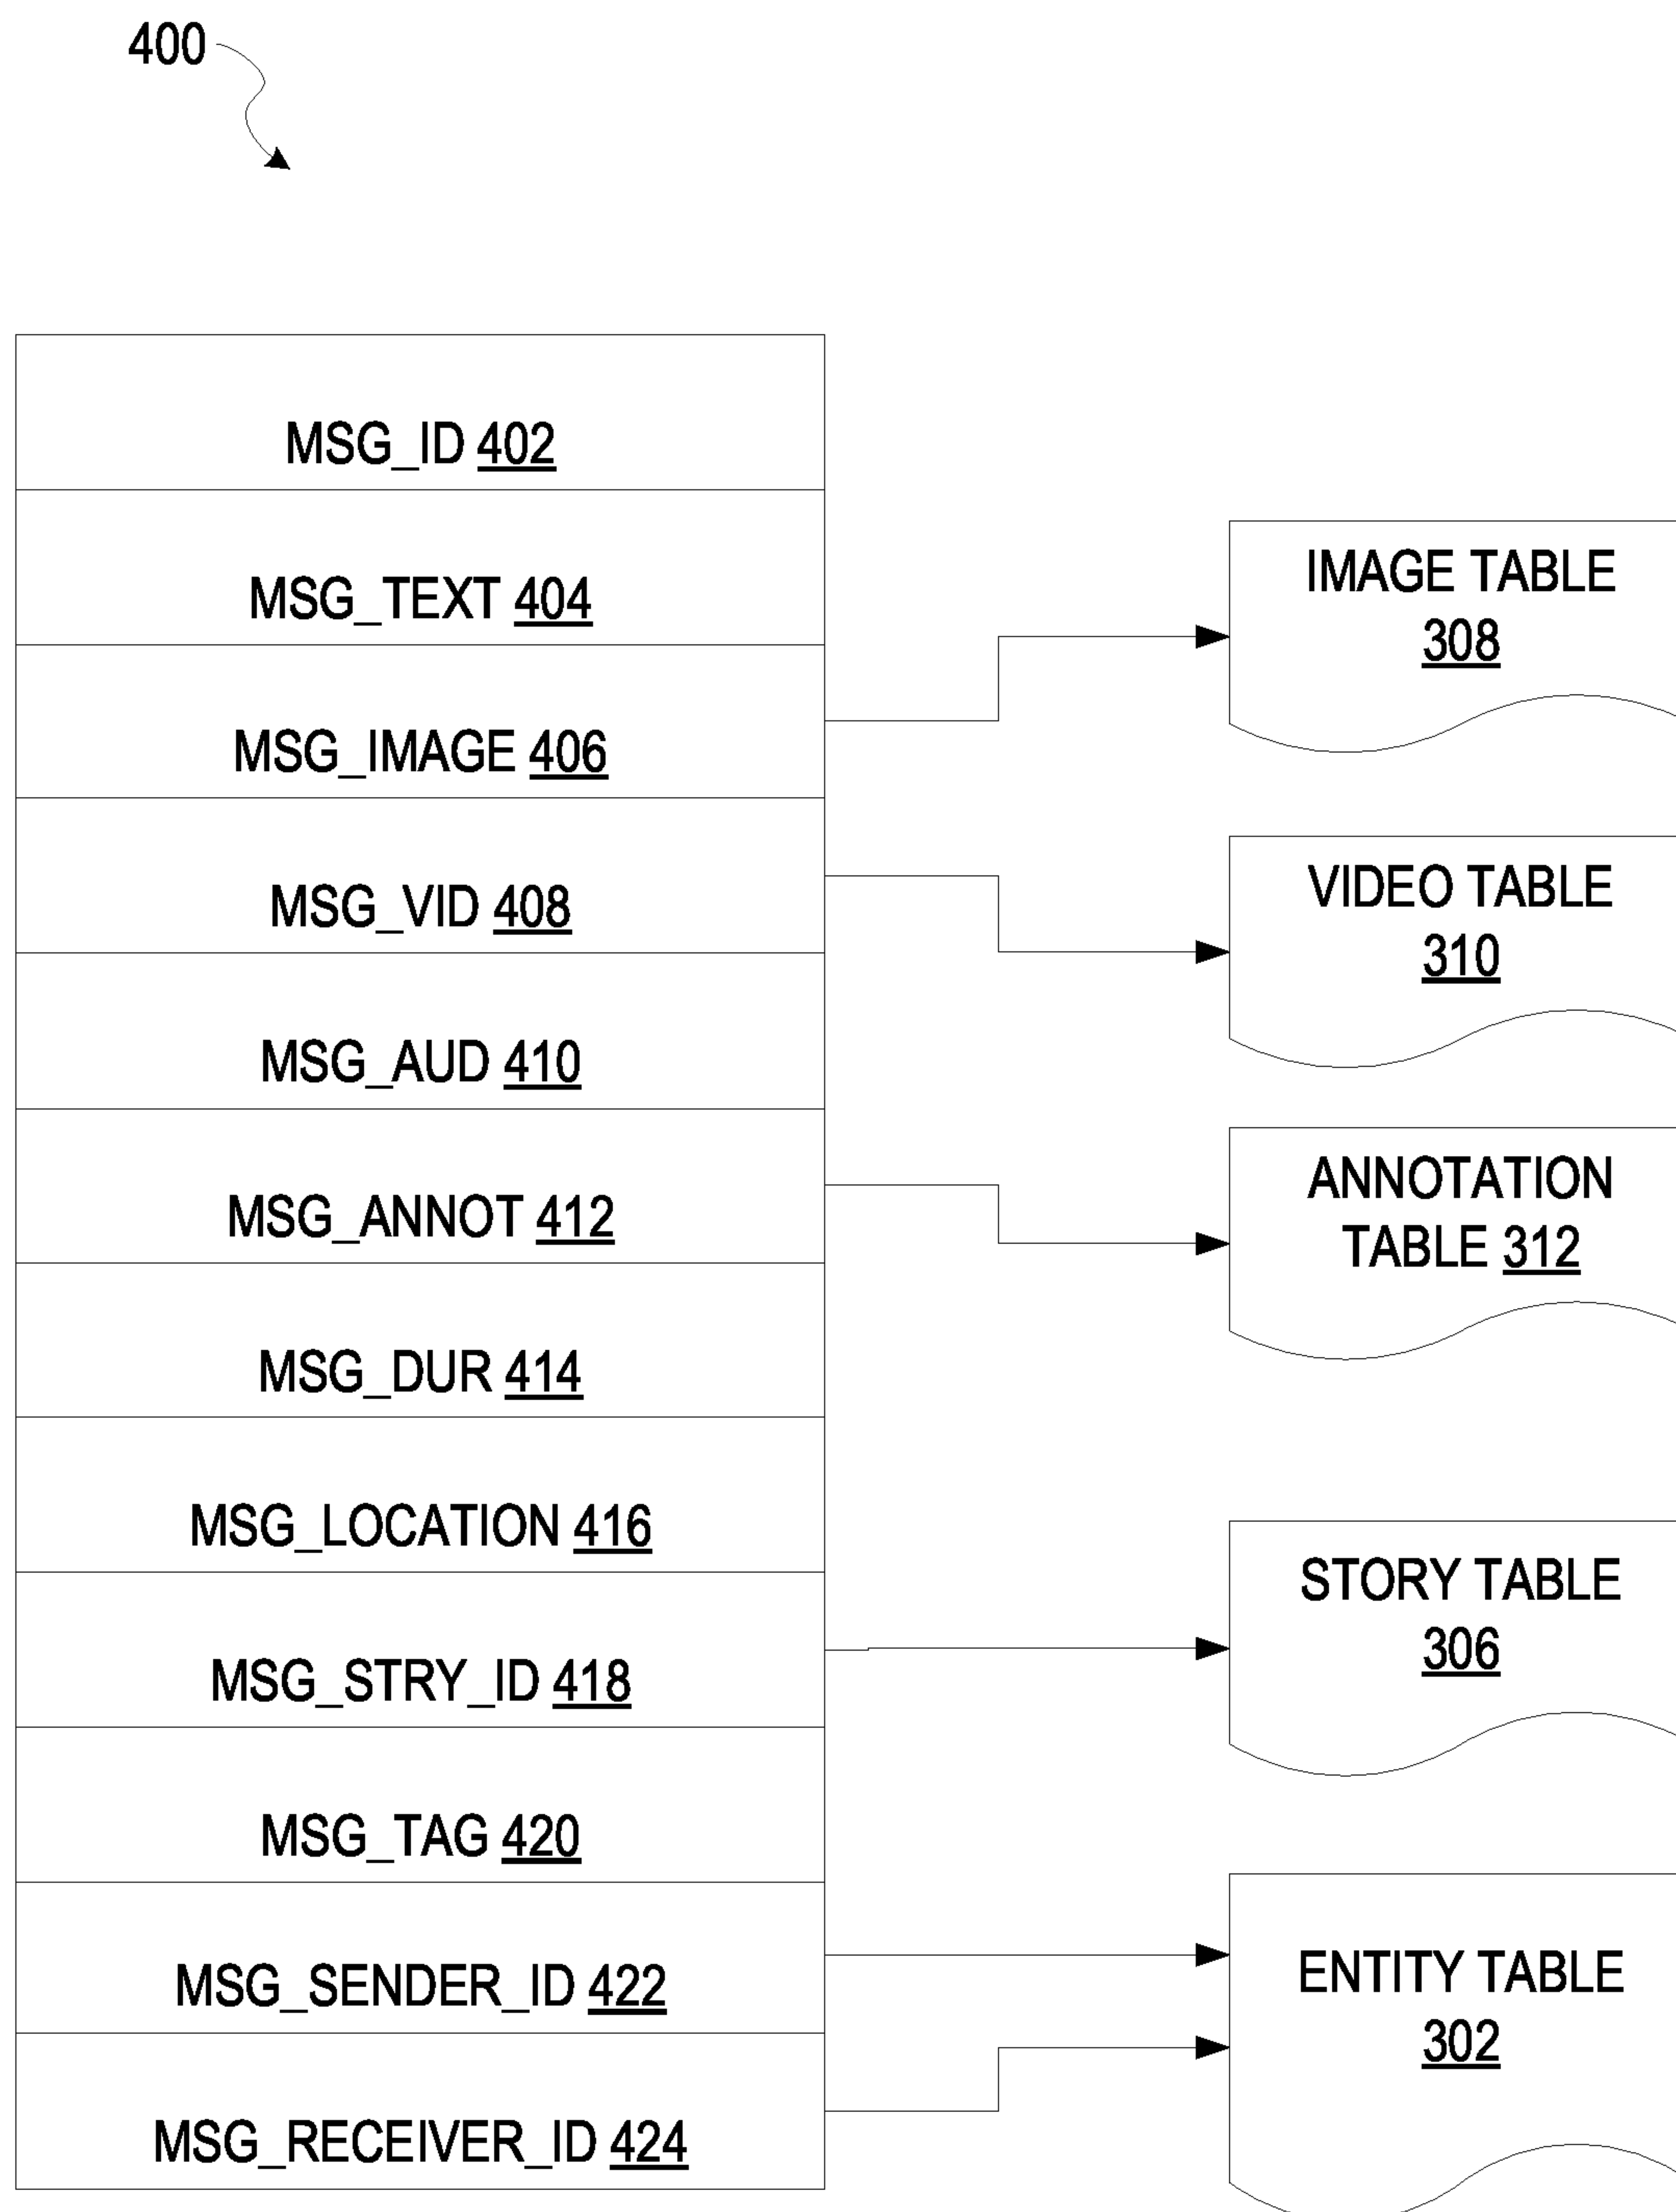 400
MSG_ID 402
MSG_TEXT 404
MSG_IMAGE 406
MSG_VID 408
MSG_AUD 410
MSG_ANNOT 412
MSG_DUR 414
MSG_LOCATION 416
MSG_STRY_ID 418
MSG_TAG 420
MSG_SENDER_ID 422
MSG_RECEIVER_ID 424
IMAGE TABLE
308
VIDEO TABLE
310
ANNOTATION
TABLE 312
STORY TABLE
306
ENTITY TABLE
302